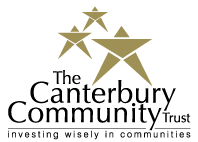 The
Canterbury
Community Trust
investing wisely in communities